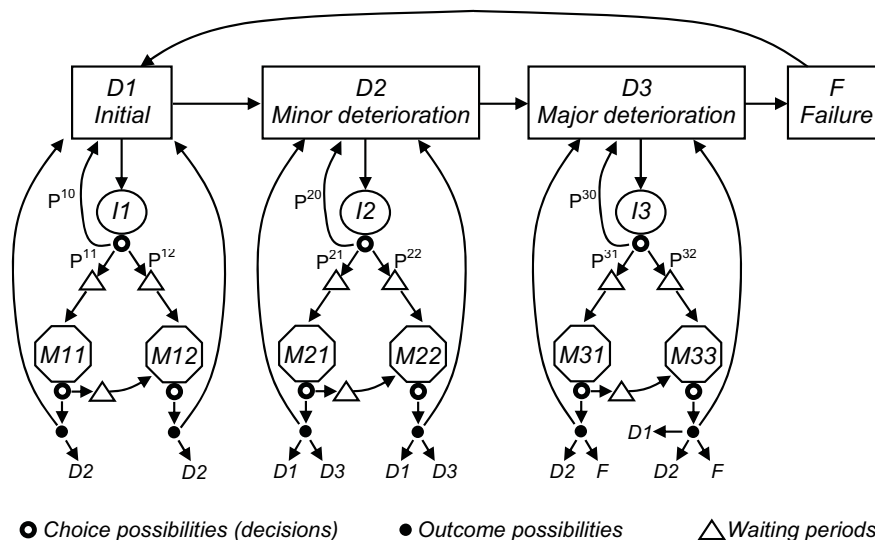 D1
Initial
D2
Minor deterioration
D3
Major deterioration
F
Failure
P10
I1
P11
P12
M11
M12
D2
D2
P20
I2
P21
P22
M21
M22
D1
D3
D1
D3
P30
I3
P31
P32
M31
M33
D1
D2
F
D2
F
Choice possibilities (decisions)
Outcome possibilities
Waiting periods